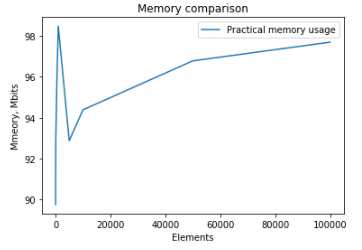 Memory comparison
Practical memory usage
98
96
94
92
90
Mmeory, Mbits
0
20000
40000
60000
80000
100000
Elements